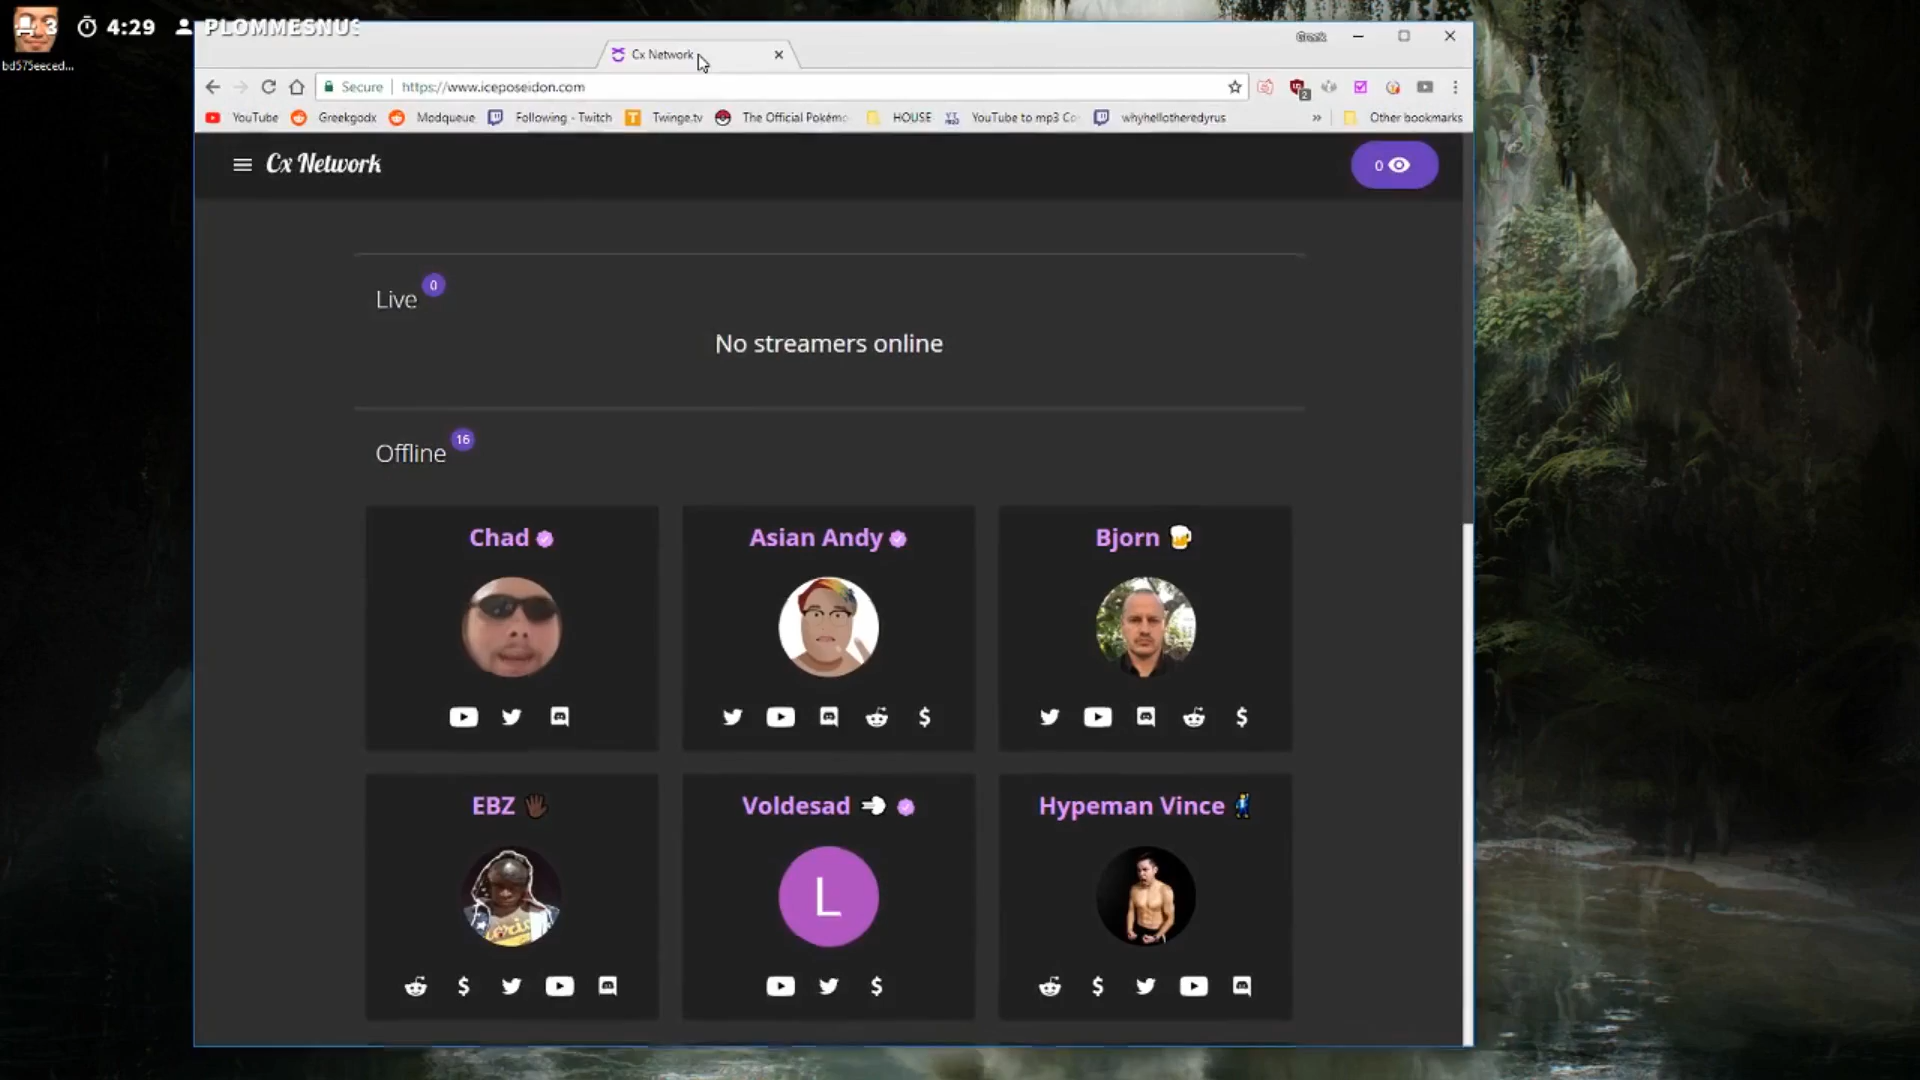 3 4:29 PLOMMESNUS
bd575eeced...
Greek
Cx Network
Secure https://www.iceposeidon.com
2
YouTube Greekgodx Modqueue Following - Twitch Twinge.tv The Official Pokémo HOUSE YouTube to mp3 Co whyhellotheredyrus » Other bookmarks
Cx Network 0
Live 0
No streamers online
Offline 16
Chad Asian Andy Bjorn
EBZ Voldesad Hypeman Vince
L